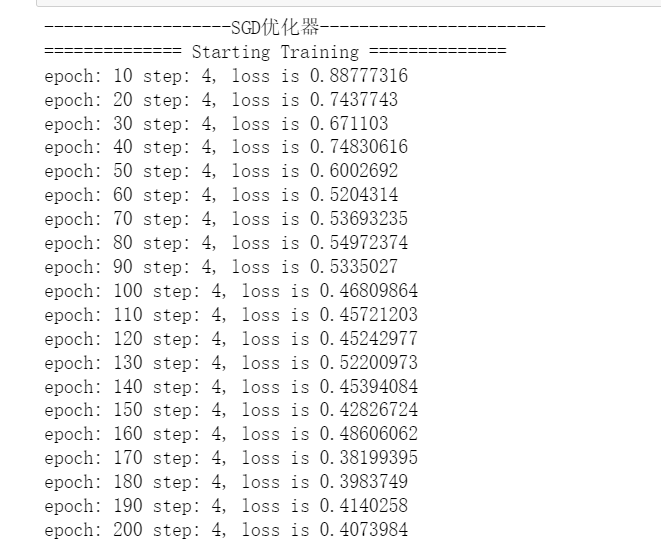 -------------------SGD优化器-----------------------
============== Starting Training ==============
epoch: 10 step: 4, loss is 0.88777316
epoch: 20 step: 4, loss is 0.7437743
epoch: 30 step: 4, loss is 0.671103
epoch: 40 step: 4, loss is 0.74830616
epoch: 50 step: 4, loss is 0.6002692
epoch: 60 step: 4, loss is 0.5204314
epoch: 70 step: 4, loss is 0.53693235
epoch: 80 step: 4, loss is 0.54972374
epoch: 90 step: 4, loss is 0.5335027
epoch: 100 step: 4, loss is 0.46809864
epoch: 110 step: 4, loss is 0.45721203
epoch: 120 step: 4, loss is 0.45242977
epoch: 130 step: 4, loss is 0.52200973
epoch: 140 step: 4, loss is 0.45394084
epoch: 150 step: 4, loss is 0.42826724
epoch: 160 step: 4, loss is 0.48606062
epoch: 170 step: 4, loss is 0.38199395
epoch: 180 step: 4, loss is 0.3983749
epoch: 190 step: 4, loss is 0.4140258
epoch: 200 step: 4, loss is 0.4073984